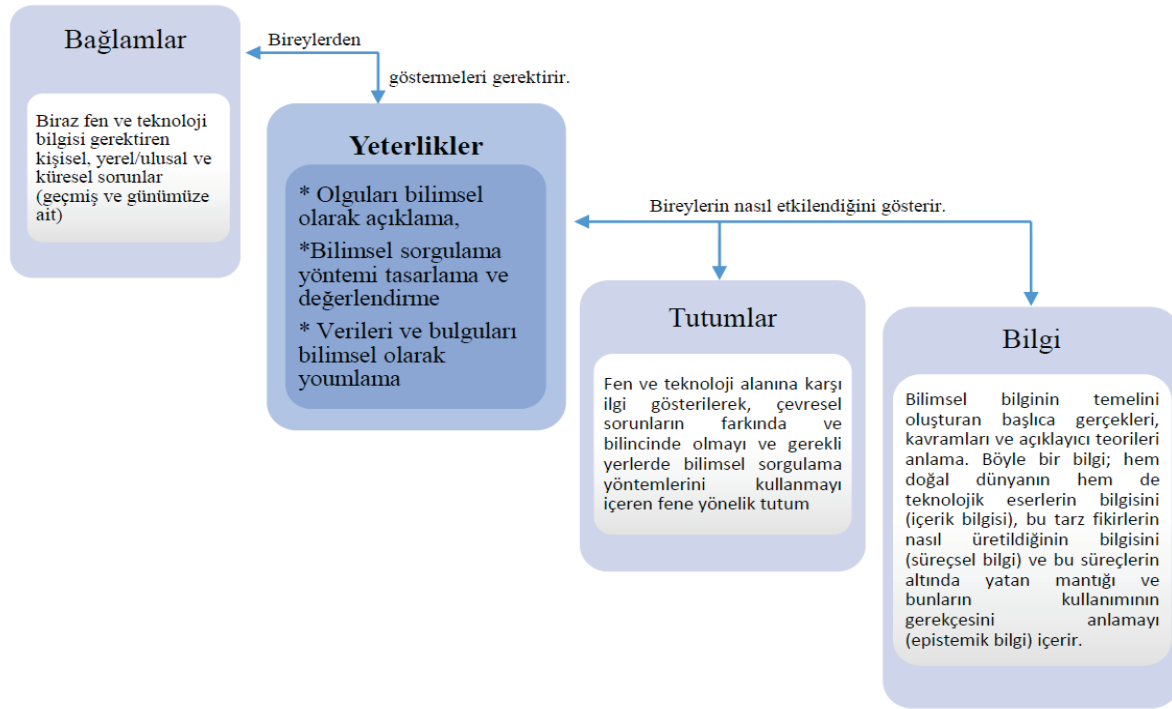 Bağlamlar
Biraz fen ve teknoloji
bilgisi gerektiren
kişisel, yerel/ulusal ve
küresel sorunlar
(geçmiş ve günümüze
ait)
Bireylerden
göstermeleri gerektirir.
Yeterlikler
* Olguları bilimsel
olarak açıklama,
*Bilimsel sorgulama
yöntemi tasarlama ve
değerlendirme
* Verileri ve bulguları
bilimsel olarak
youmlama
Bireylerin nasıl etkilendiğini gösterir.
Tutumlar
Fen ve teknoloji alanına karşı
ilgi gösterilerek, çevresel
sorunların farkında ve
bilincinde olmayı ve gerekli
yerlerde bilimsel sorgulama
yöntemlerini kullanmayı
içeren fene yönelik tutum
Bilgi
Bilimsel bilginin temelini
oluşturan başlıca gerçekleri,
kavramları ve açıklayıcı teorileri
anlama. Böyle bir bilgi; hem
doğal dünyanın hem de
teknolojik eserlerin bilgisini
(içerik bilgisi), bu tarz fikirlerin
nasıl üretildiğinin bilgisini
(süreçsel bilgi) ve bu süreçlerin
altında yatan mantığı ve
bunların kullanımının
gerekçesini anlamayı
(epistemik bilgi) içerir.